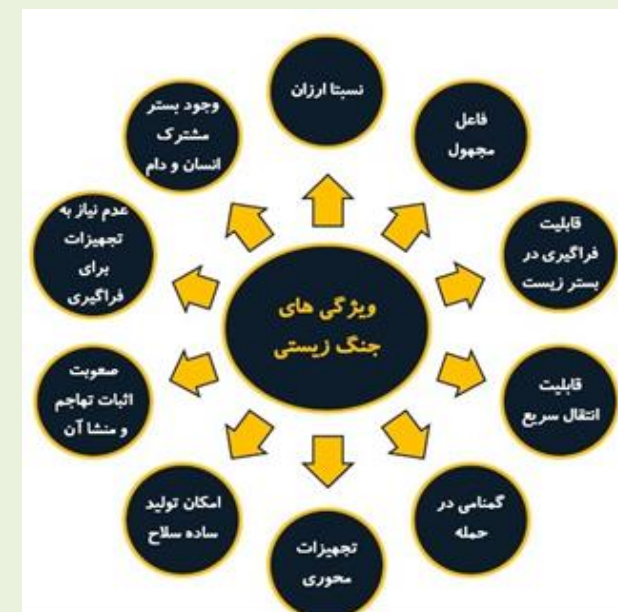 ویژگی های
جنگ زیستی
نسبتا ارزان
فاعل
مجهول
قابلیت
فراگیری در
بستر زیست
قابلیت
انتقال سریع
گمنامی در
حمله
تجهیزات
محوری
امکان تولید
ساده سلاح
صعوبت
اثبات تهاجم
و منشا آن
عدم نیاز به
تجهیزات
برای
فراگیری
وجود بستر
مشترک
انسان و دام